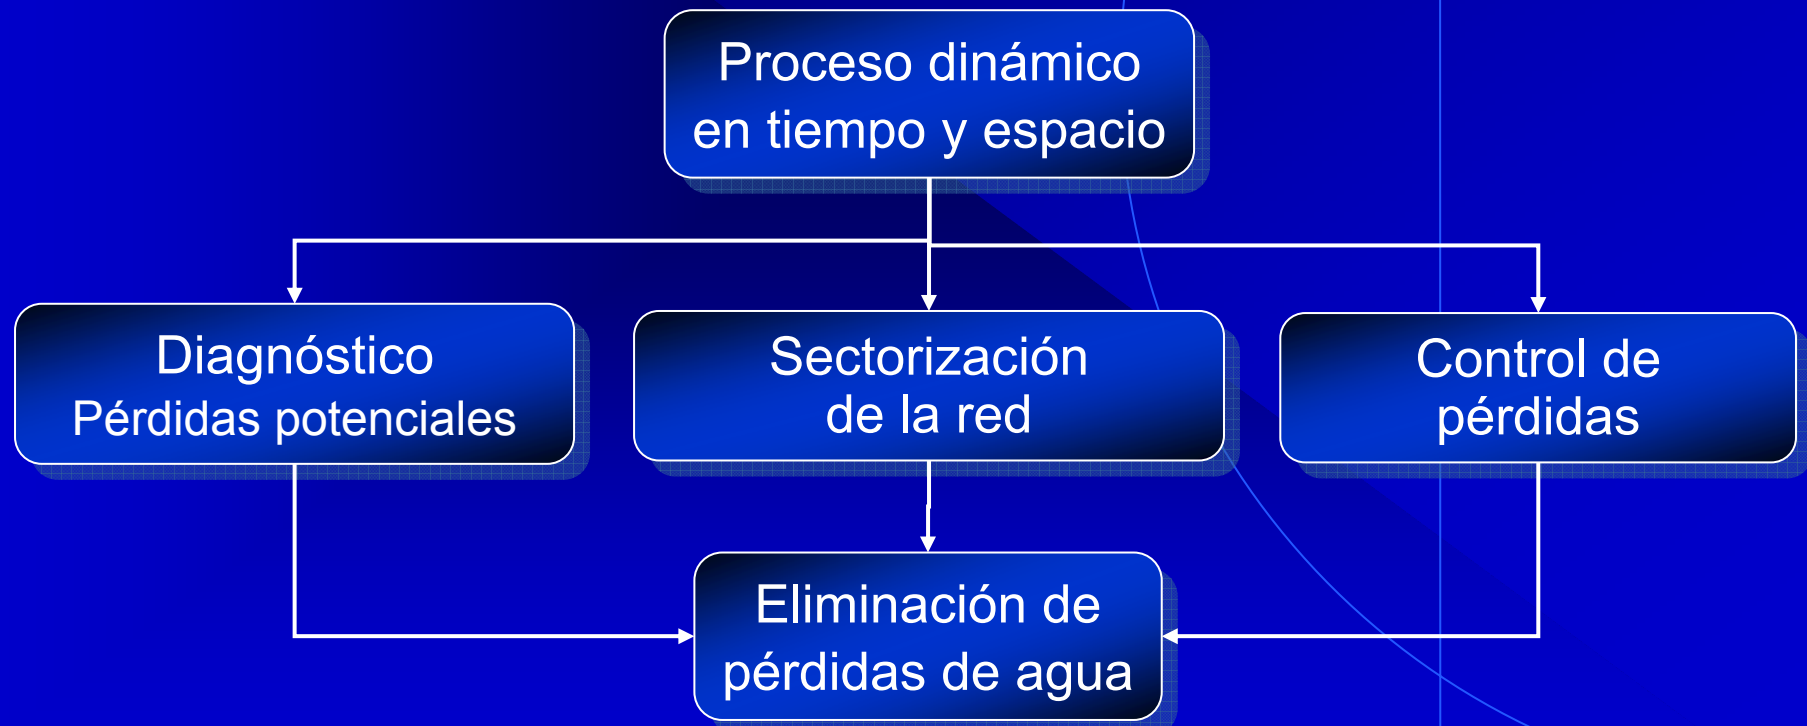 Proceso dinámico
en tiempo y espacio
Diagnóstico
Pérdidas potenciales
Sectorización
de la red
Control de
pérdidas
Eliminación de
pérdidas de agua